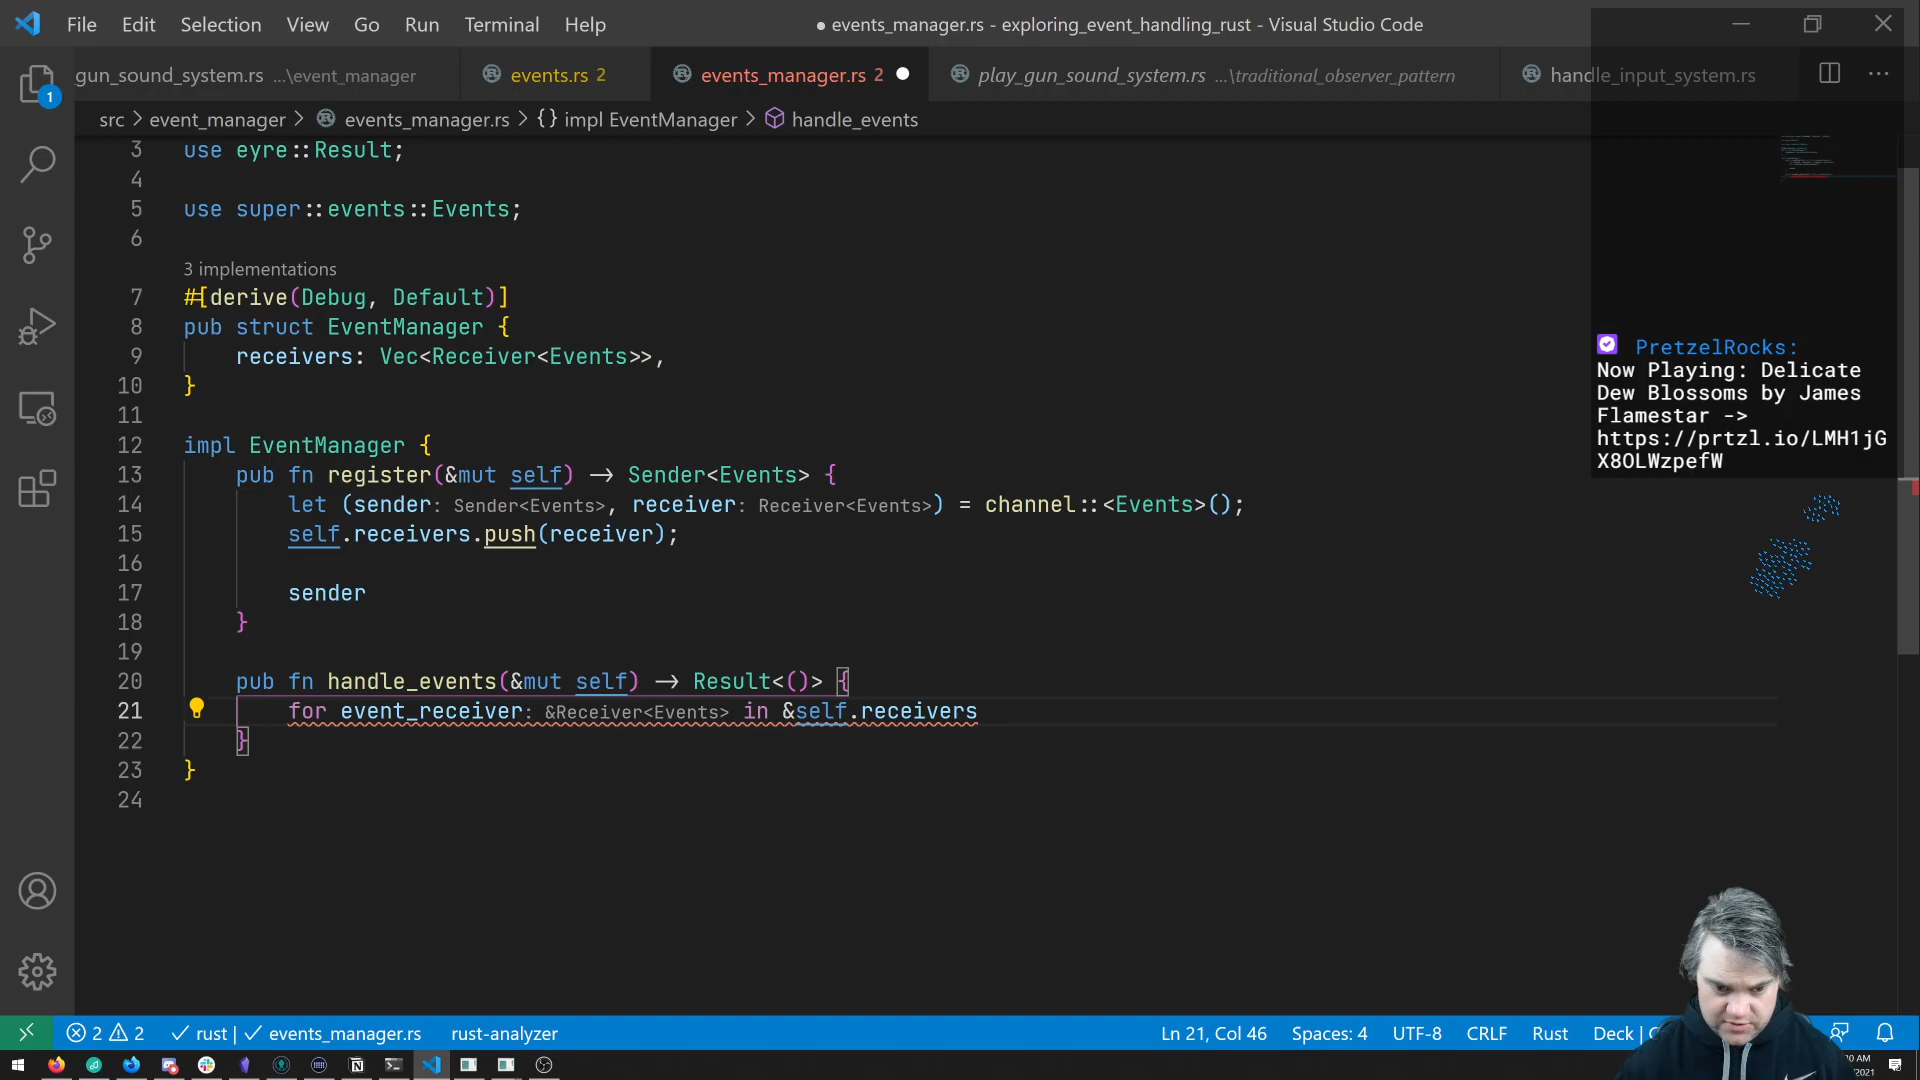 File Edit Selection View Go Run Terminal Help
● events_manager.rs - exploring_event_handling_rust - Visual Studio Code
gun_sound_system.rs ...\event_manager
events.rs 2
events_manager.rs 2
play_gun_sound_system.rs ...\traditional_observer_pattern
handle_input_system.rs
src > event_manager > events_manager.rs > {} impl EventManager > handle_events
3 use eyre::Result;
4
5 use super::events::Events;
6
3 implementations
7 #[derive(Debug, Default)]
8 pub struct EventManager {
9 receivers: Vec<Receiver<Events>>,
10 }
11
12 impl EventManager {
13 pub fn register(&mut self) -> Sender<Events> {
14 let (sender: Sender<Events>, receiver: Receiver<Events>) = channel::<Events>();
15 self.receivers.push(receiver);
16
17 sender
18 }
19
20 pub fn handle_events(&mut self) -> Result<()> {
21 for event_receiver: &Receiver<Events> in &self.receivers
22 }
23 }
24
PretzelRocks:
Now Playing: Delicate
Dew Blossoms by James
Flamestar ->
https://prtzl.io/LMH1jG
X8OLWzpefW
1
2 2 rust | events_manager.rs rust-analyzer
Ln 21, Col 46 Spaces: 4 UTF-8 CRLF Rust Deck |
AM
2021